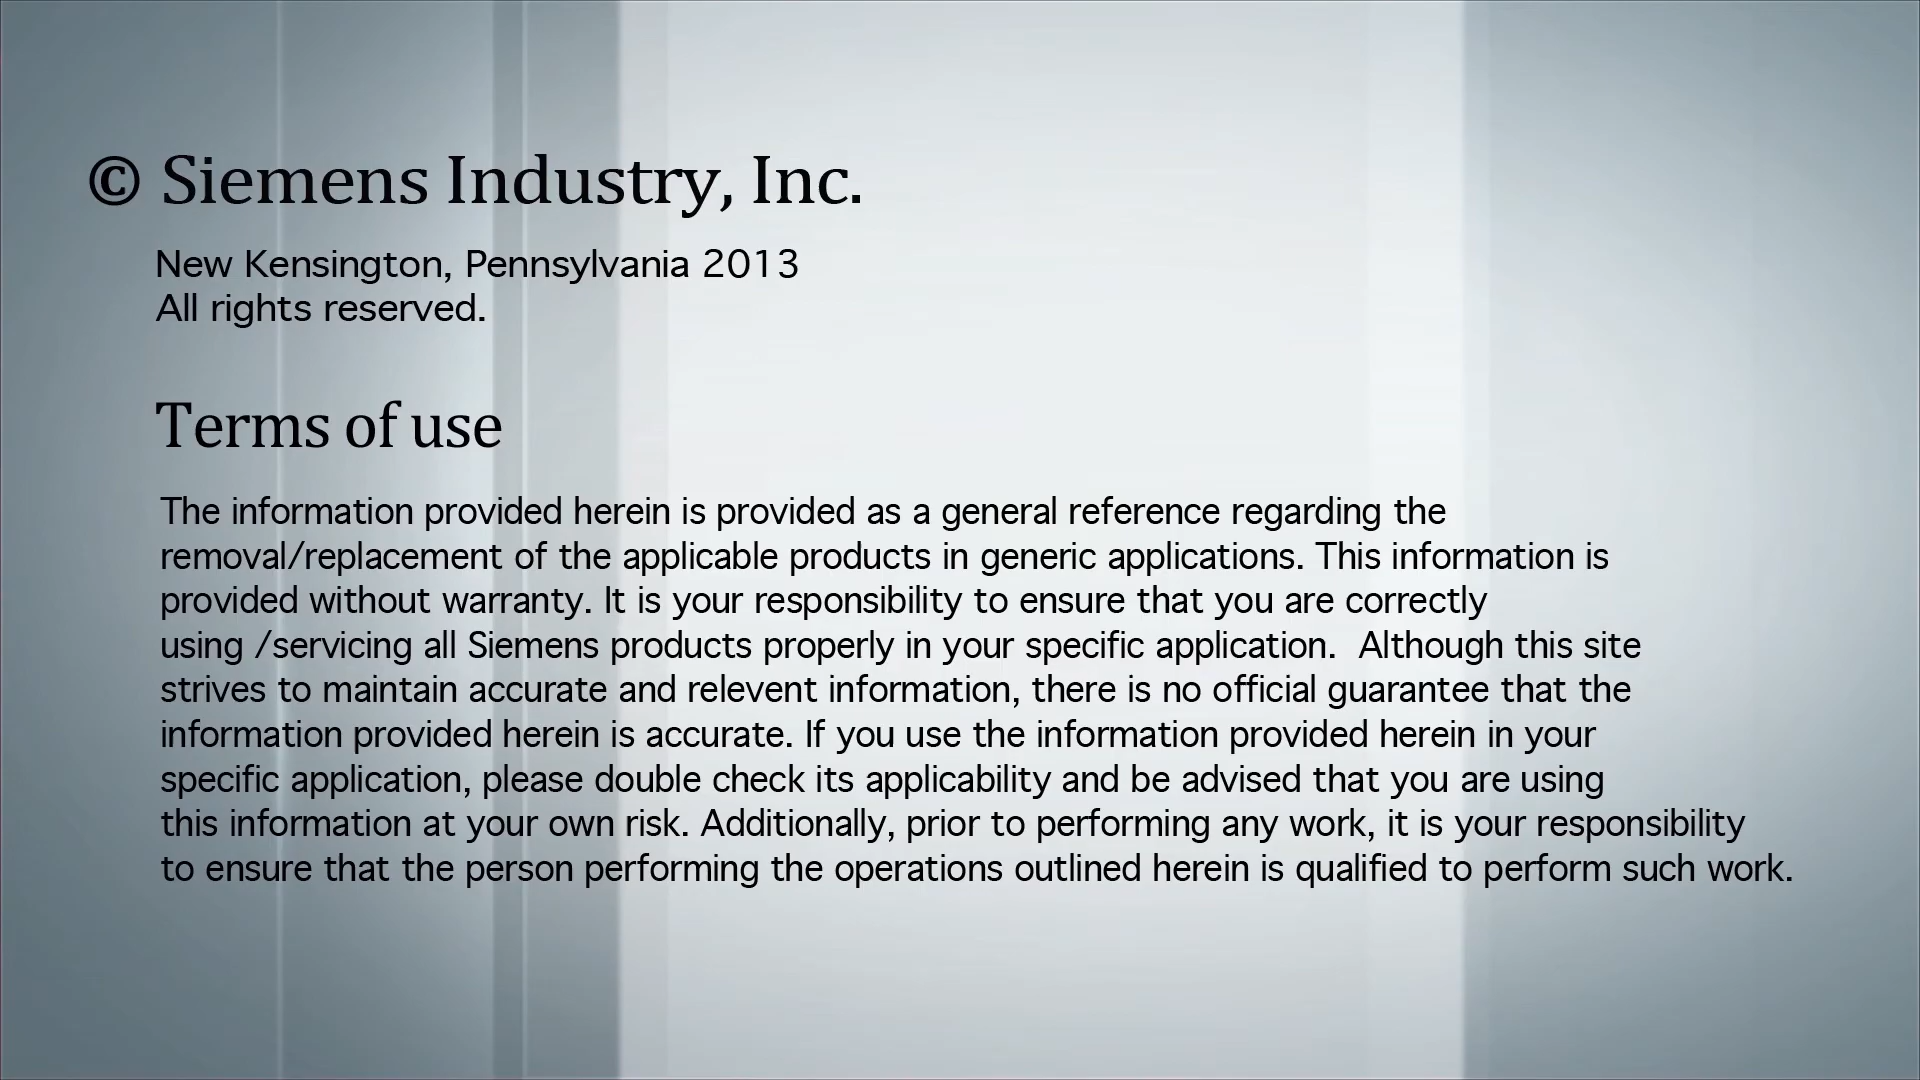 © Siemens Industry, Inc.
New Kensington, Pennsylvania 2013
All rights reserved.
Terms of use
The information provided herein is provided as a general reference regarding the
removal/replacement of the applicable products in generic applications. This information is
provided without warranty. It is your responsibility to ensure that you are correctly
using /servicing all Siemens products properly in your specific application.  Although this site
strives to maintain accurate and relevent information, there is no official guarantee that the
information provided herein is accurate. If you use the information provided herein in your
specific application, please double check its applicability and be advised that you are using
this information at your own risk. Additionally, prior to performing any work, it is your responsibility
to ensure that the person performing the operations outlined herein is qualified to perform such work.